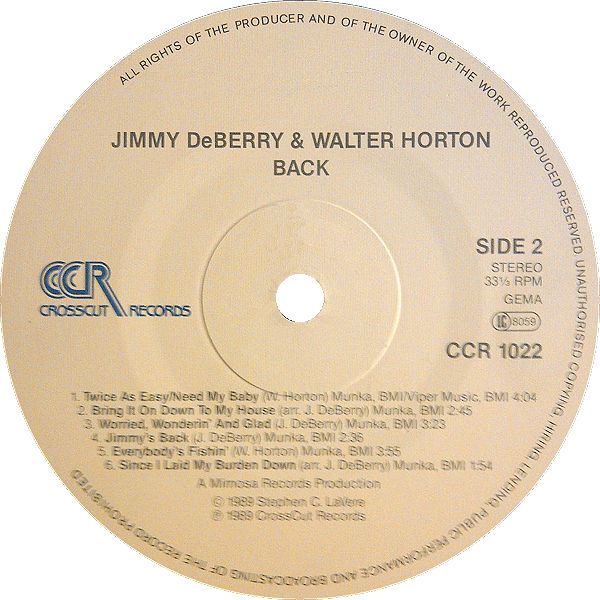 ALL RIGHTS OF THE PRODUCER AND OF THE OWNER OF THE WORK REPRODUCED RESERVED. UNAUTHORISED COPYING, HIRING, LENDING, PUBLIC PERFORMANCE AND BROADCASTING OF THE RECORD PROHIBITED
JIMMY DeBERRY & WALTER HORTON
BACK
SIDE 2
STEREO
33⅓ RPM
GEMA
LC 8059
CCR 1022
CCR
CROSSCUT RECORDS
1. Twice As Easy/Need My Baby (W. Horton) Munka, BMI/Viper Music, BMI 4:04
2. Bring It On Down To My House (arr. J. DeBerry) Munka, BMI 2:45
3. Worried, Wonderin' And Glad (J. DeBerry) Munka, BMI 3:23
4. Jimmy's Back (J. DeBerry) Munka, BMI 2:36
5. Everybody's Fishin' (W. Horton) Munka, BMI 3:55
6. Since I Laid My Burden Down (arr. J. DeBerry) Munka, BMI 1:54
A Mimosa Records Production
© 1989 Stephen C. LaVere
℗ 1989 CrossCut Records